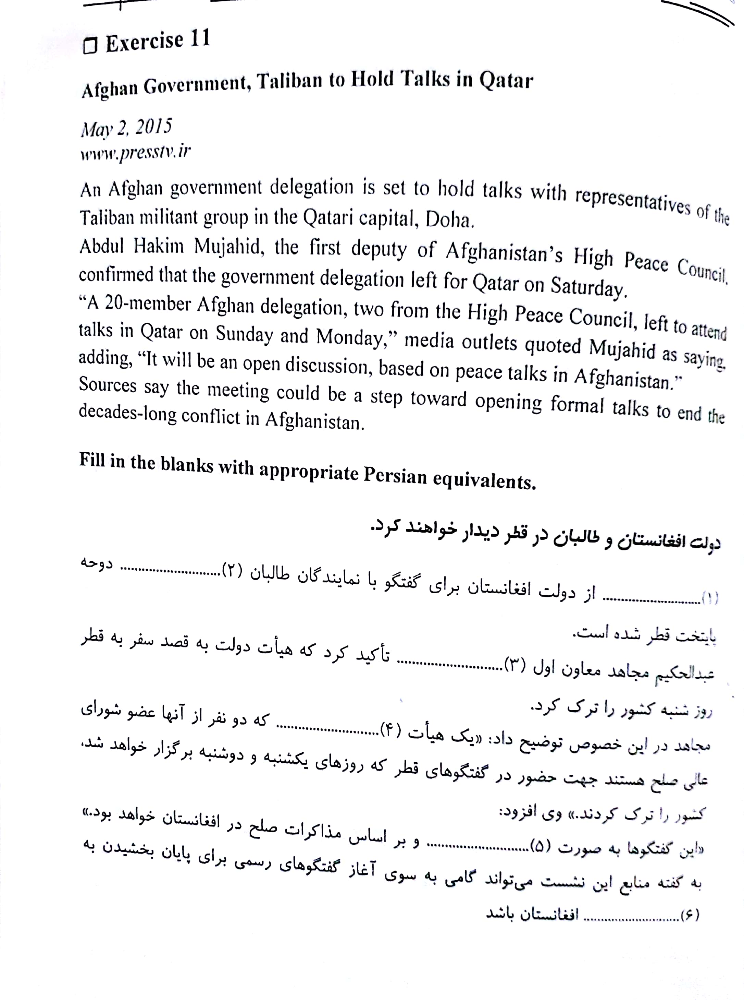 □ Exercise 11
Afghan Government, Taliban to Hold Talks in Qatar
May 2, 2015
www.presstv.ir
An Afghan government delegation is set to hold talks with representatives of the
Taliban militant group in the Qatari capital, Doha.
Abdul Hakim Mujahid, the first deputy of Afghanistan's High Peace Council,
confirmed that the government delegation left for Qatar on Saturday.
“A 20-member Afghan delegation, two from the High Peace Council, left to attend
talks in Qatar on Sunday and Monday,” media outlets quoted Mujahid as saying,
adding, “It will be an open discussion, based on peace talks in Afghanistan.”
Sources say the meeting could be a step toward opening formal talks to end the
decades-long conflict in Afghanistan.
Fill in the blanks with appropriate Persian equivalents.
دولت افغانستان و طالبان در قطر دیدار خواهند کرد.
(۱)........................... از دولت افغانستان برای گفتگو با نمایندگان طالبان (۲)........................... دوحه
پایتخت قطر شده است.
عبدالحکیم مجاهد معاون اول (۳)........................... تأکید کرد که هیأت دولت به قصد سفر به قطر
روز شنبه کشور را ترک کرد.
مجاهد در این خصوص توضیح داد: «یک هیأت (۴)........................... که دو نفر از آنها عضو شورای
عالی صلح هستند جهت حضور در گفتگوهای قطر که روزهای یکشنبه و دوشنبه برگزار خواهد شد،
کشور را ترک کردند.» وی افزود:
«این گفتگوها به صورت (۵)........................... و بر اساس مذاکرات صلح در افغانستان خواهد بود.»
به گفته منابع این نشست می‌تواند گامی به سوی آغاز گفتگوهای رسمی برای پایان بخشیدن به
(۶)........................... افغانستان باشد